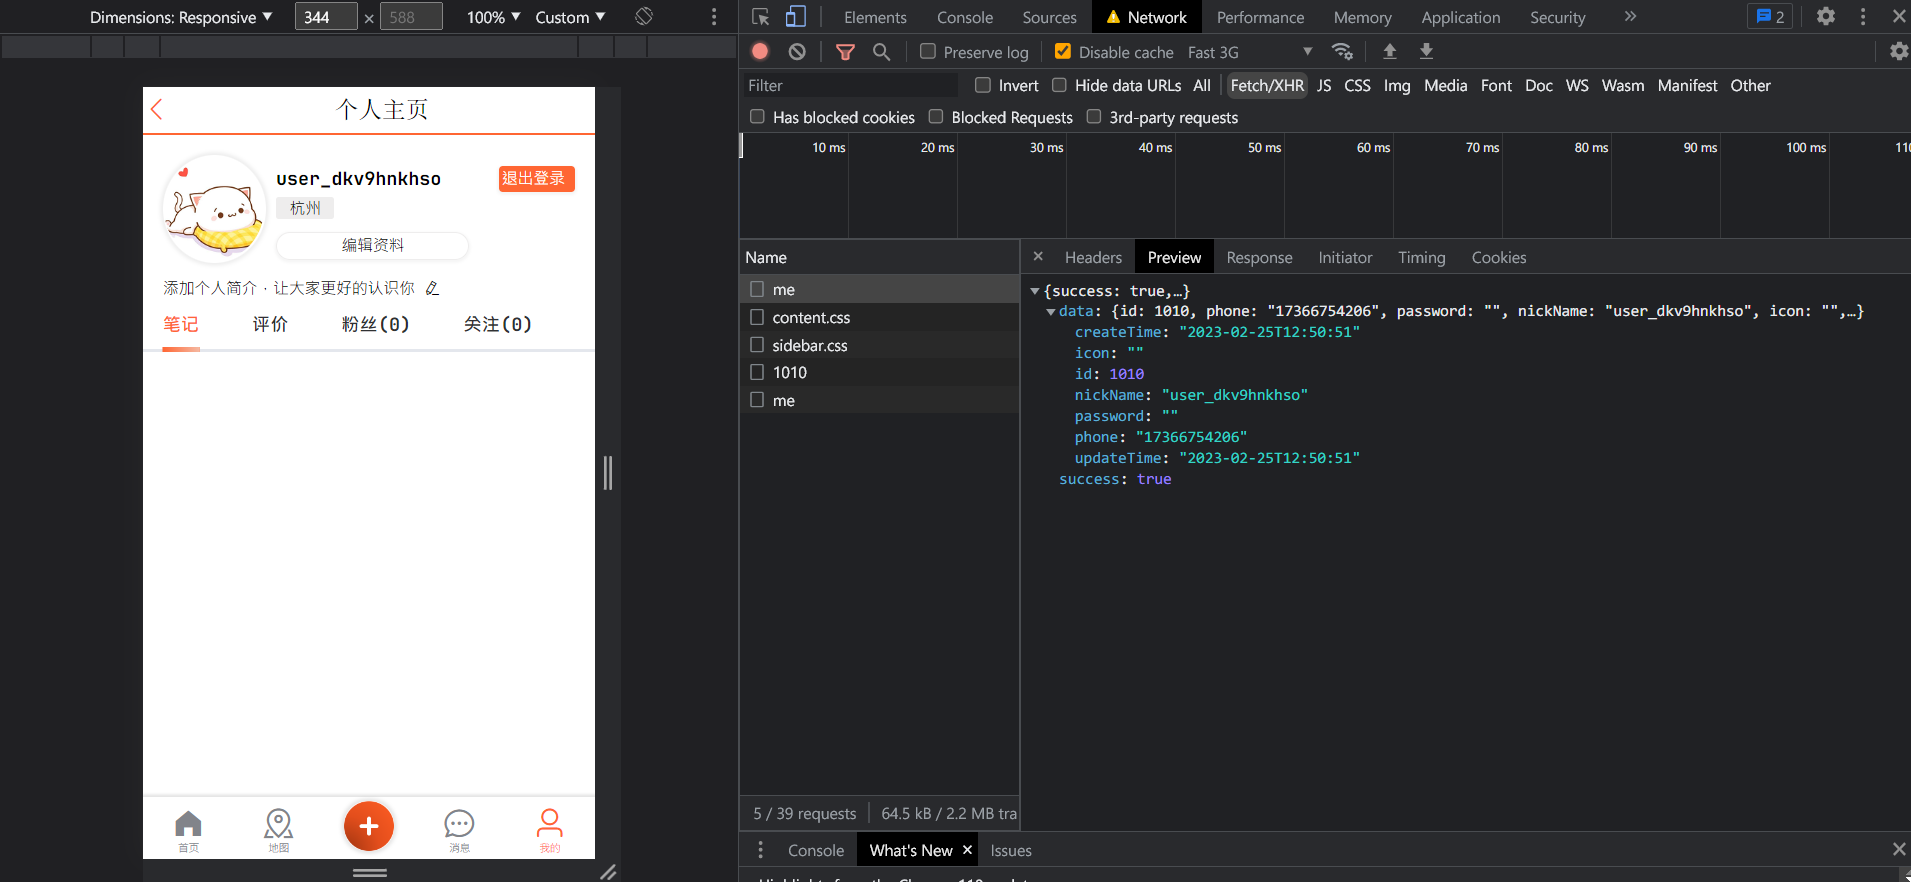 Dimensions: Responsive ▼ 344 × 588 100% ▼ Custom ▼
个人主页
user_dkv9hnkhso
退出登录
杭州
编辑资料
添加个人简介 · 让大家更好的认识你
笔记 评价 粉丝(0) 关注(0)
首页 地图 消息 我的
Elements Console Sources Network Performance Memory Application Security » 2
Preserve log Disable cache Fast 3G ▼
Filter Invert Hide data URLs All Fetch/XHR JS CSS Img Media Font Doc WS Wasm Manifest Other
Has blocked cookies Blocked Requests 3rd-party requests
10 ms 20 ms 30 ms 40 ms 50 ms 60 ms 70 ms 80 ms 90 ms 100 ms 11
Name
me
content.css
sidebar.css
1010
me
5 / 39 requests 64.5 kB / 2.2 MB tra
× Headers Preview Response Initiator Timing Cookies
▼{success: true,…}
▼data: {id: 1010, phone: "17366754206", password: "", nickName: "user_dkv9hnkhso", icon: "",…}
createTime: "2023-02-25T12:50:51"
icon: ""
id: 1010
nickName: "user_dkv9hnkhso"
password: ""
phone: "17366754206"
updateTime: "2023-02-25T12:50:51"
success: true
Console What's New × Issues